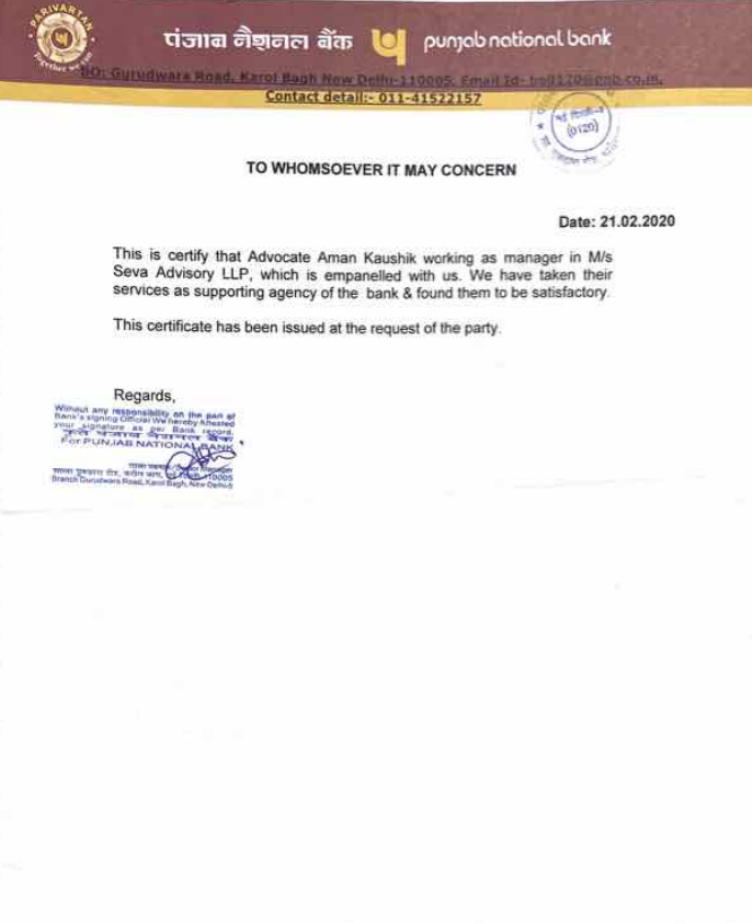 PARIVARTAN
Together we can
पंजाब नैशनल बैंक punjab national bank
BO: Gurudwara Road, Karol Bagh New Delhi-110005. Email Id- bo0120@pnb.co.in.
Contact detail:- 011-41522157
(0120)
TO WHOMSOEVER IT MAY CONCERN
Date: 21.02.2020
This is certify that Advocate Aman Kaushik working as manager in M/s
Seva Advisory LLP, which is empanelled with us. We have taken their
services as supporting agency of the bank & found them to be satisfactory.
This certificate has been issued at the request of the party.
Regards,
Without any responsibility on the part of
Bank's signing Official We hereby Attested
your signature as per Bank record.
कृते पंजाब नैशनल बैंक
For PUNJAB NATIONAL BANK
Manager
110005
Branch Gurudwara Road, Karol Bagh, New Delhi-5